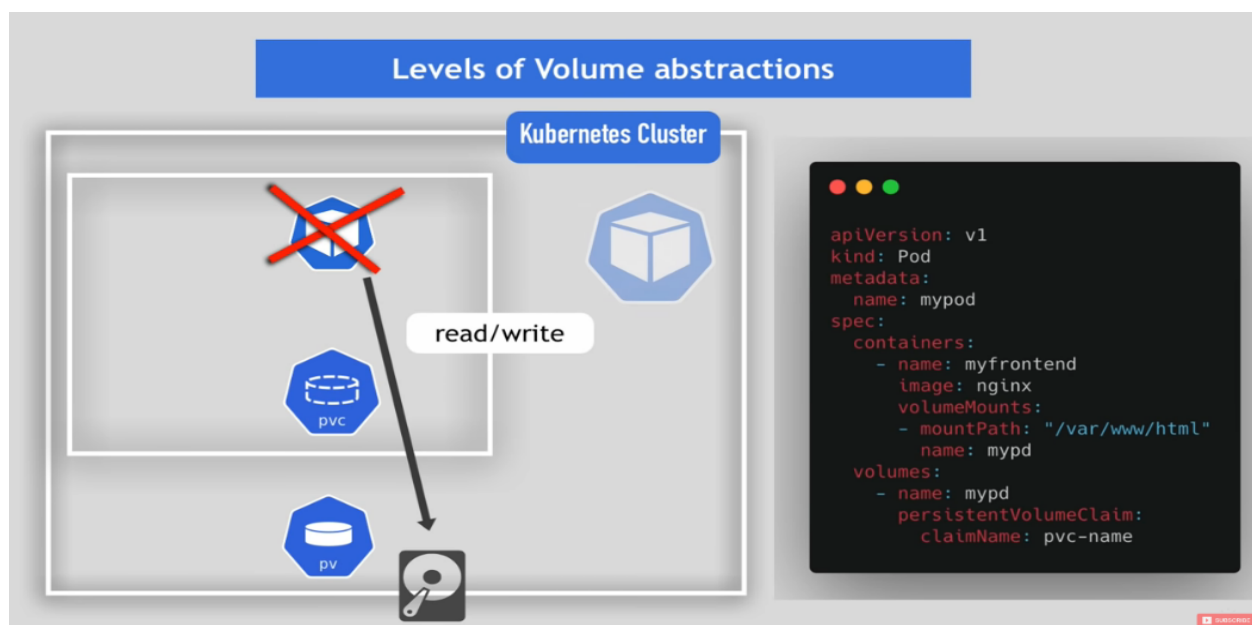 Levels of Volume abstractions
Kubernetes Cluster
read/write
pvc
pv
apiVersion: v1
kind: Pod
metadata:
  name: mypod
spec:
  containers:
    - name: myfrontend
      image: nginx
      volumeMounts:
      - mountPath: "/var/www/html"
        name: mypd
  volumes:
    - name: mypd
      persistentVolumeClaim:
        claimName: pvc-name
SUBSCRIBE